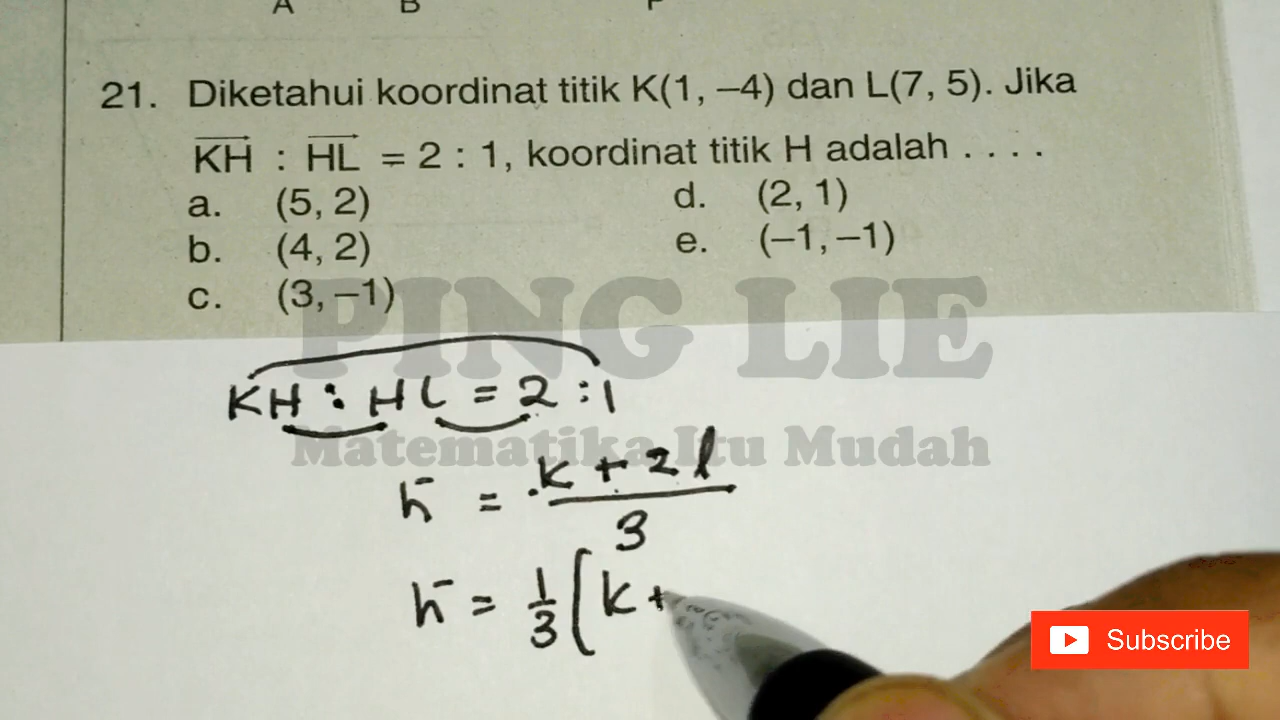 A B
21. Diketahui koordinat titik K(1, –4) dan L(7, 5). Jika
KH : HL = 2 : 1, koordinat titik H adalah . . . .
a. (5, 2) d. (2, 1)
b. (4, 2) e. (–1, –1)
c. (3, –1)
PING LIE
KH : HL = 2 : 1
Matematika Itu Mudah
h̄ = k + 2l
3
h̄ = 1/3 (k +
Subscribe